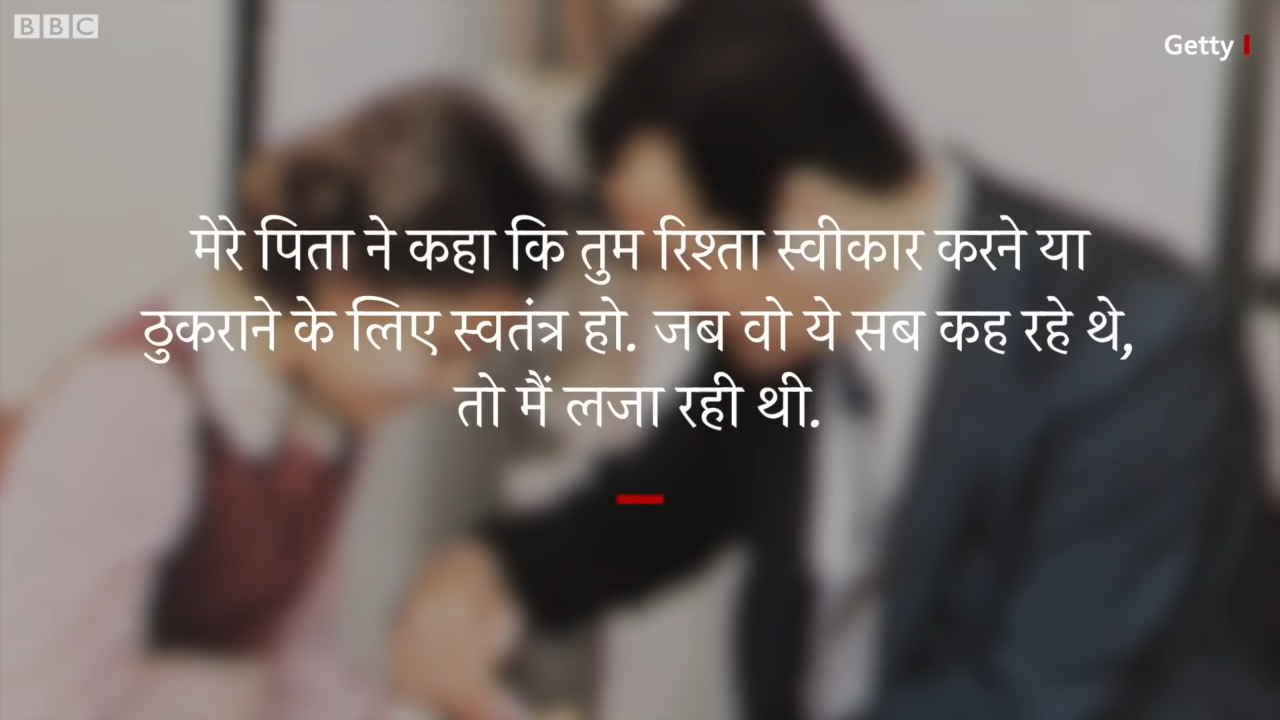 BBC
Getty
मेरे पिता ने कहा कि तुम रिश्ता स्वीकार करने या
ठुकराने के लिए स्वतंत्र हो. जब वो ये सब कह रहे थे,
तो मैं लजा रही थी.